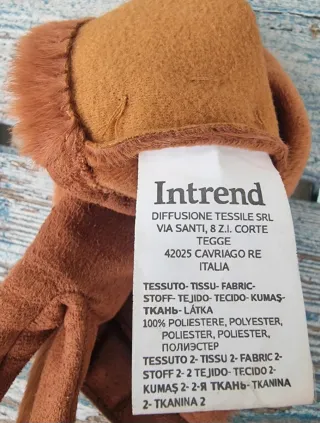 Intrend
DIFFUSIONE TESSILE SRL
VIA SANTI, 8 Z.I. CORTE
TEGGE
42025 CAVRIAGO RE
ITALIA
TESSUTO- TISSU- FABRIC-
STOFF- TEJIDO- TECIDO- KUMAŞ-
ТКАНЬ- LÁTKA
100% POLIESTERE, POLYESTER,
POLIESTER, POLIESTER,
ПОЛИЭСТЕР
TESSUTO 2- TISSU 2- FABRIC 2-
STOFF 2- 2 TEJIDO- TECIDO 2-
KUMAŞ 2- 2-Я ТКАНЬ- TKANINA
2- TKANINA 2